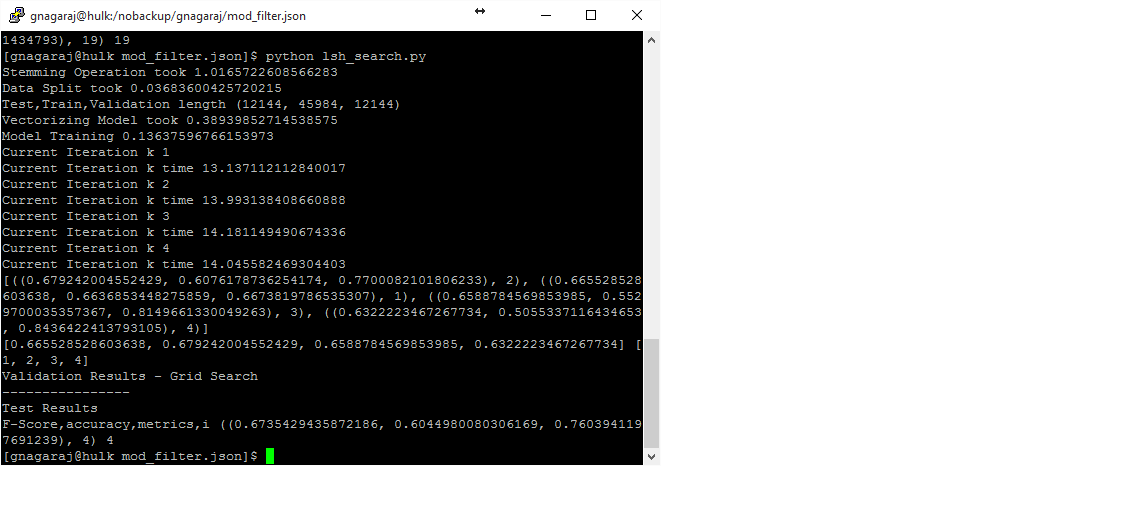 gnagaraj@hulk:/nobackup/gnagaraj/mod_filter.json
1434793), 19) 19
[gnagaraj@hulk mod_filter.json]$ python lsh_search.py
Stemming Operation took 1.0165722608566283
Data Split took 0.03683600425720215
Test,Train,Validation length (12144, 45984, 12144)
Vectorizing Model took 0.38939852714538575
Model Training 0.13637596766153973
Current Iteration k 1
Current Iteration k time 13.137112112840017
Current Iteration k 2
Current Iteration k time 13.993138408660888
Current Iteration k 3
Current Iteration k time 14.181149490674336
Current Iteration k 4
Current Iteration k time 14.045582469304403
[((0.679242004552429, 0.6076178736254174, 0.7700082101806233), 2), ((0.665528528
603638, 0.6636853448275859, 0.6673819786535307), 1), ((0.6588784569853985, 0.552
9700035357367, 0.8149661330049263), 3), ((0.6322223467267734, 0.5055337116434653
, 0.8436422413793105), 4)]
[0.665528528603638, 0.679242004552429, 0.6588784569853985, 0.6322223467267734] [
1, 2, 3, 4]
Validation Results - Grid Search
----------------
Test Results
F-Score,accuracy,metrics,i ((0.6735429435872186, 0.6044980080306169, 0.760394119
7691239), 4) 4
[gnagaraj@hulk mod_filter.json]$